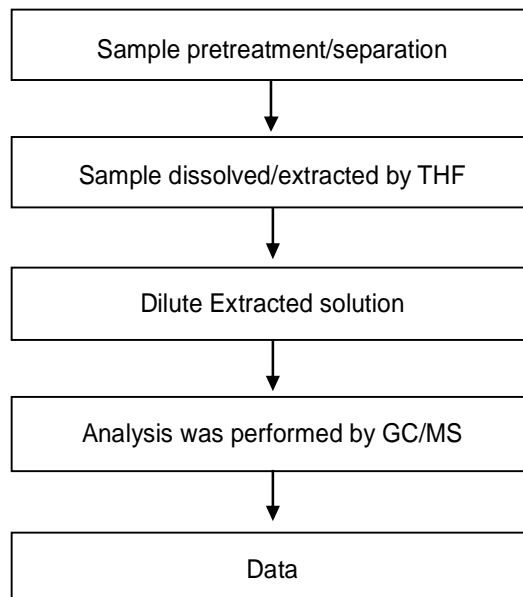 Sample pretreatment/separation
Sample dissolved/extracted by THF
Dilute Extracted solution
Analysis was performed by GC/MS
Data